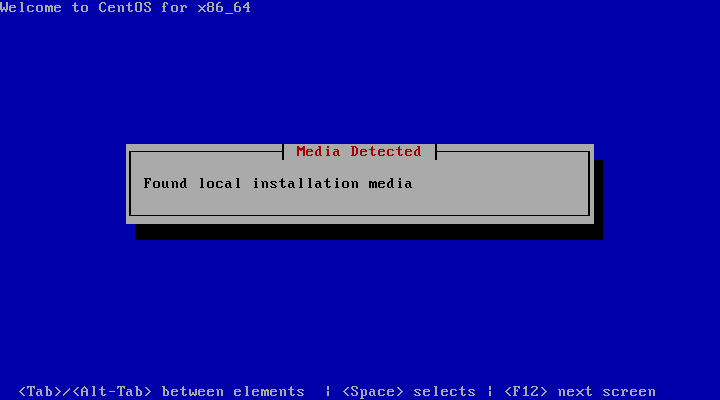 Welcome to CentOS for x86_64
Media Detected
Found local installation media
<Tab>/<Alt-Tab> between elements | <Space> selects | <F12> next screen